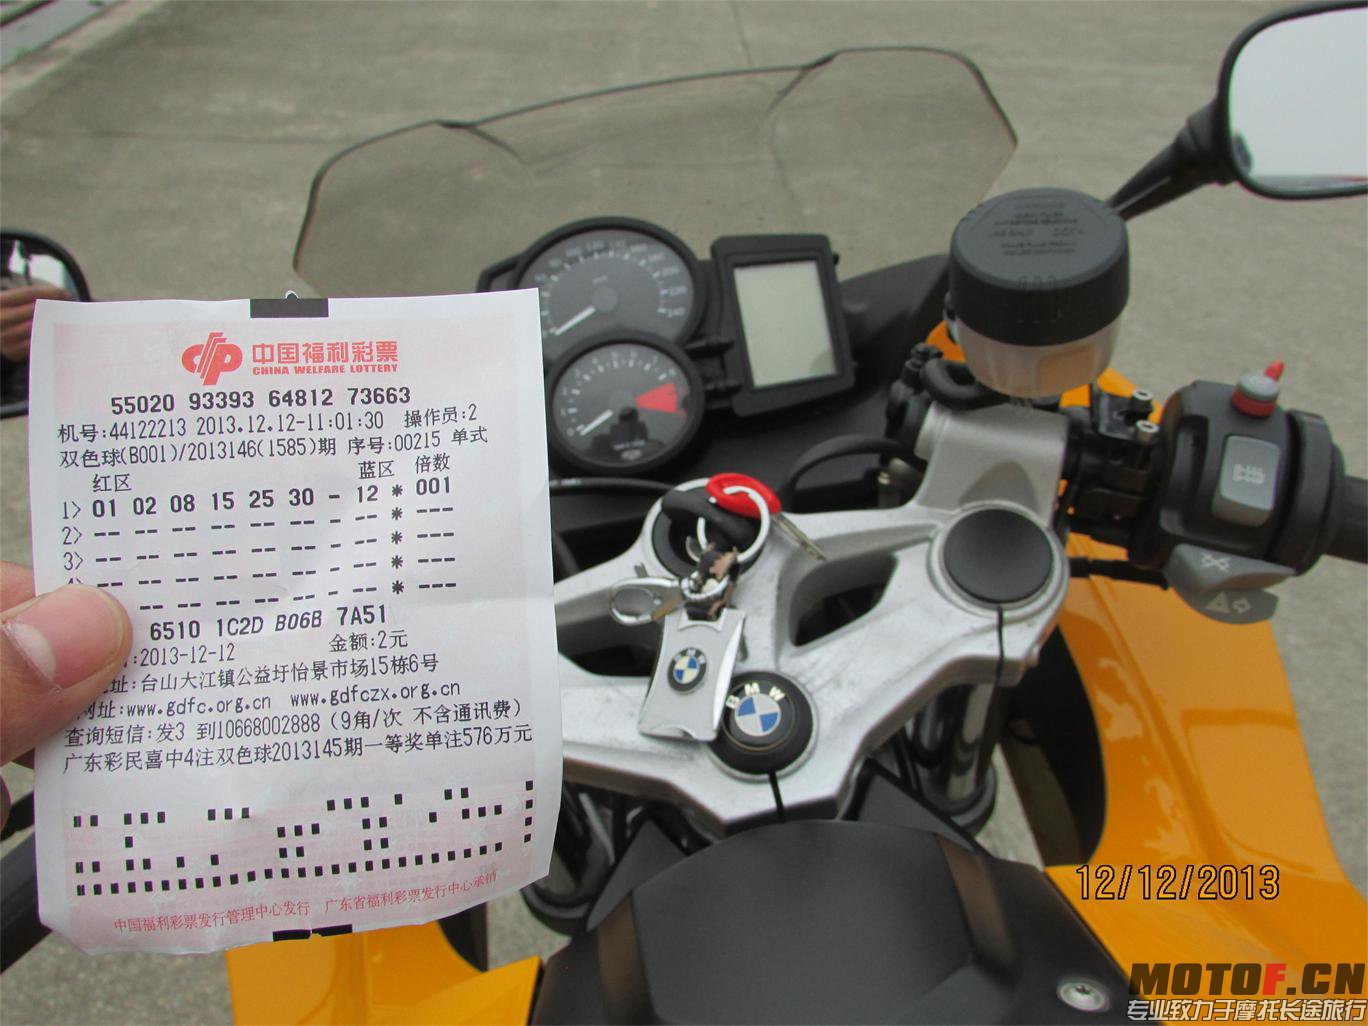 中国福利彩票
CHINA WELFARE LOTTERY
55020 93393 64812 73663
机号:44122213 2013.12.12-11:01:30 操作员:2
双色球(B001)/2013146(1585)期 序号:00215 单式
红区 蓝区 倍数
1> 01 02 08 15 25 30 - 12 * 001
2> -- -- -- -- -- -- - -- * ---
3> -- -- -- -- -- -- - -- * ---
4> -- -- -- -- -- -- - -- * ---
-- -- -- -- -- - -- * ---
6510 1C2D B06B 7A51
:2013-12-12 金额:2元
址:台山大江镇公益圩怡景市场15栋6号
网址:www.gdfc.org.cn www.gdfczx.org.cn
查询短信:发3 到10668002888(9角/次 不含通讯费)
广东彩民喜中4注双色球2013145期一等奖单注576万元
中国福利彩票发行管理中心发行 广东省福利彩票发行中心承销
BMW
12/12/2013
MOTOF.CN
专业致力于摩托长途旅行